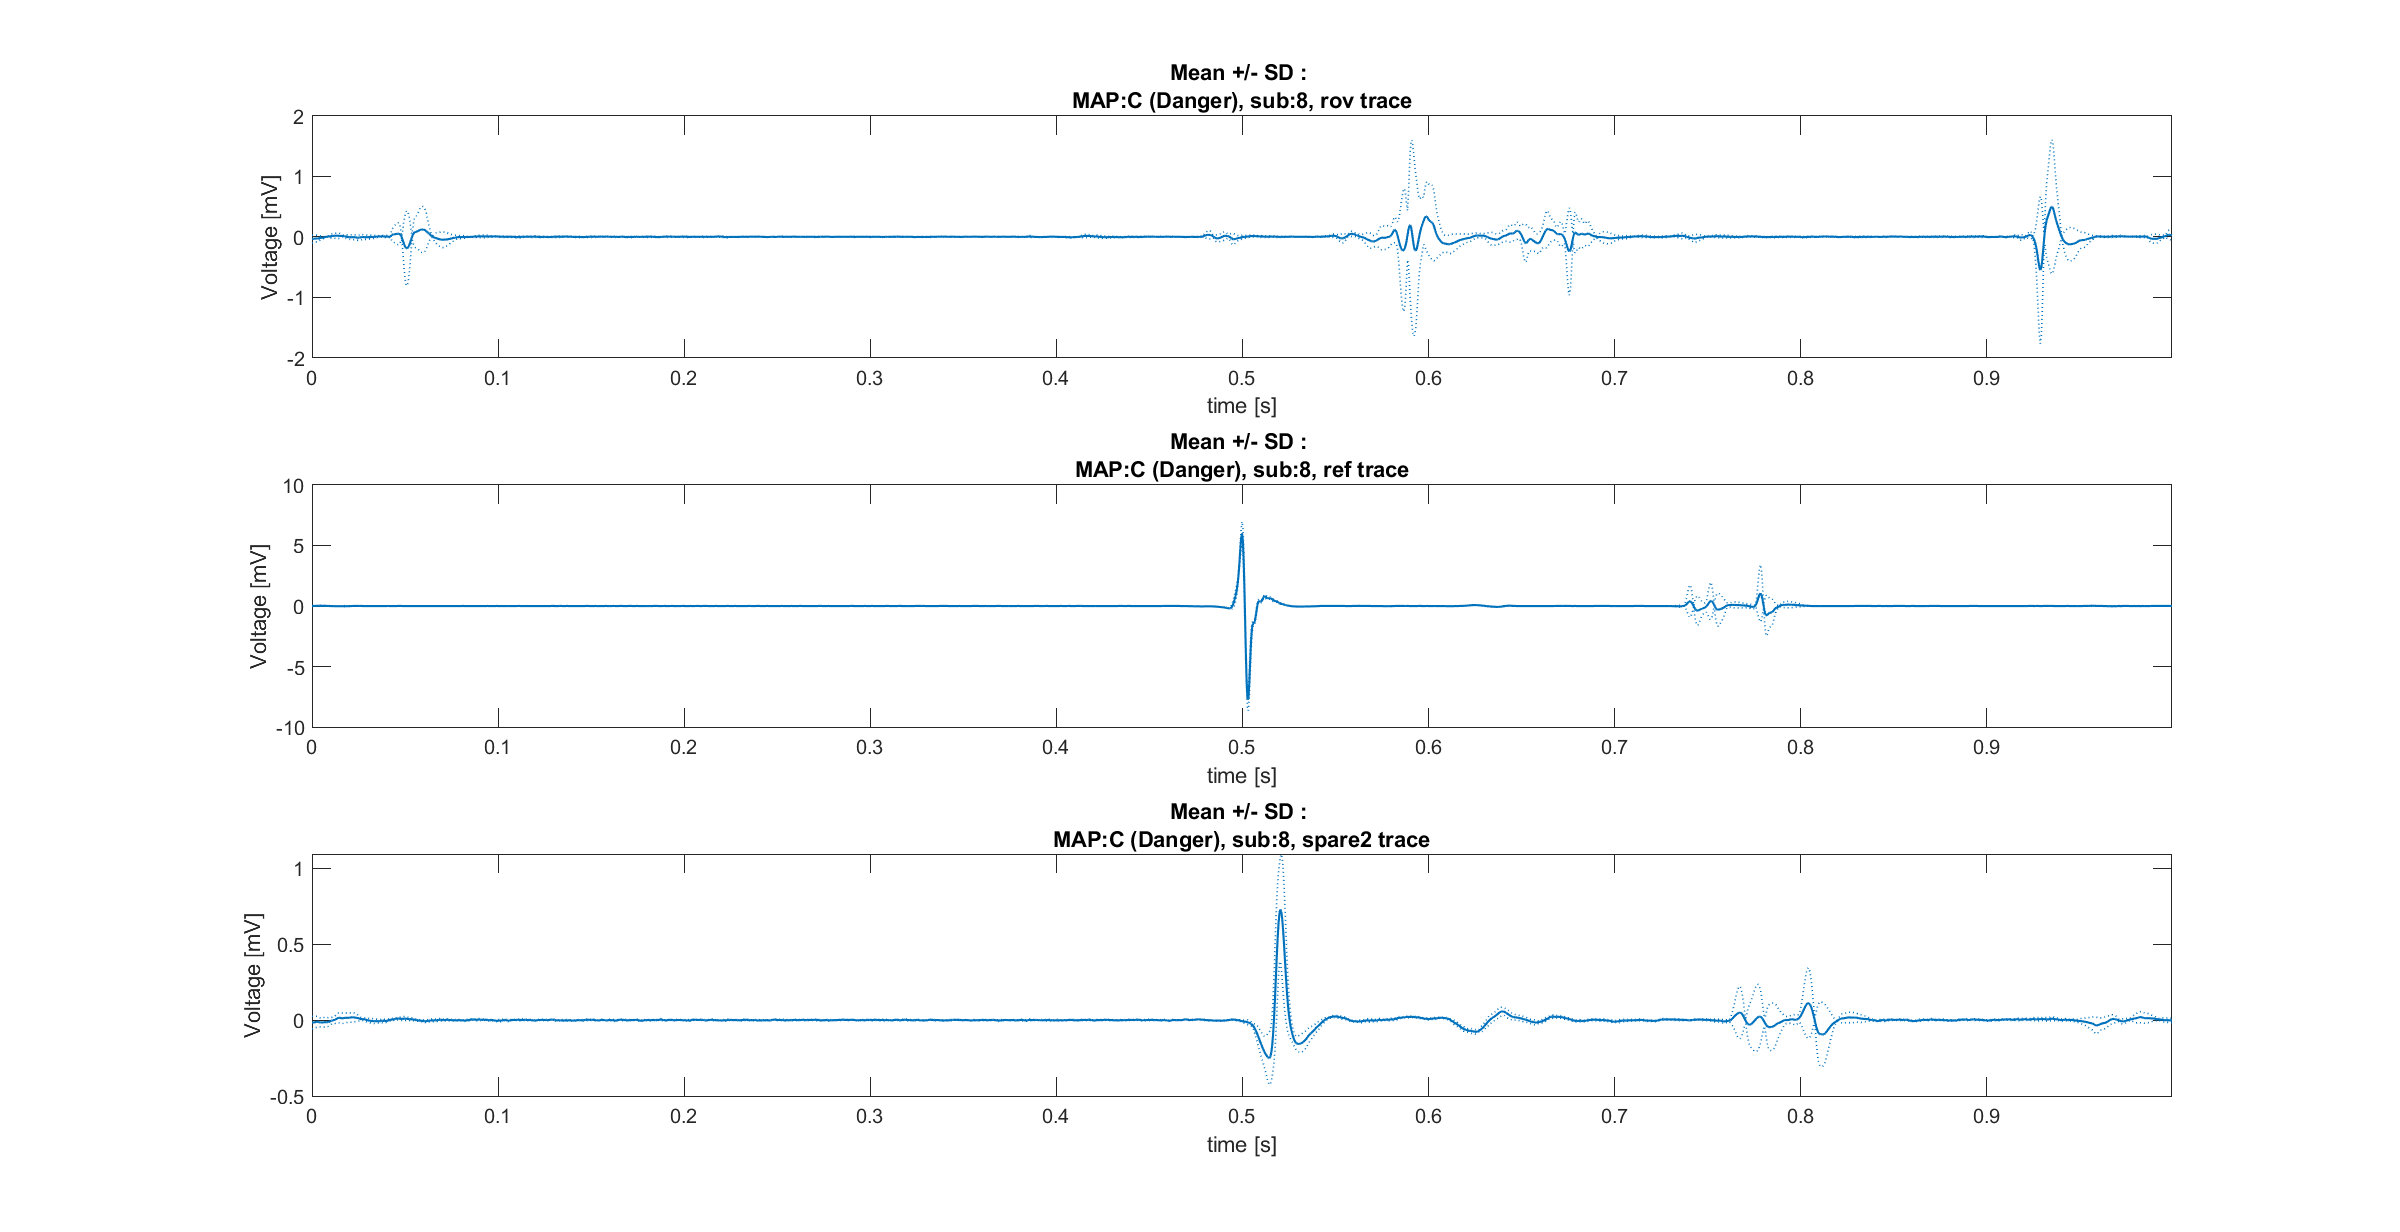 Mean +/- SD :
MAP:C (Danger), sub:8, rov trace
Voltage [mV]
2
1
0
-1
-2
0 0.1 0.2 0.3 0.4 0.5 0.6 0.7 0.8 0.9
time [s]
Mean +/- SD :
MAP:C (Danger), sub:8, ref trace
Voltage [mV]
10
5
0
-5
-10
0 0.1 0.2 0.3 0.4 0.5 0.6 0.7 0.8 0.9
time [s]
Mean +/- SD :
MAP:C (Danger), sub:8, spare2 trace
Voltage [mV]
1
0.5
0
-0.5
0 0.1 0.2 0.3 0.4 0.5 0.6 0.7 0.8 0.9
time [s]